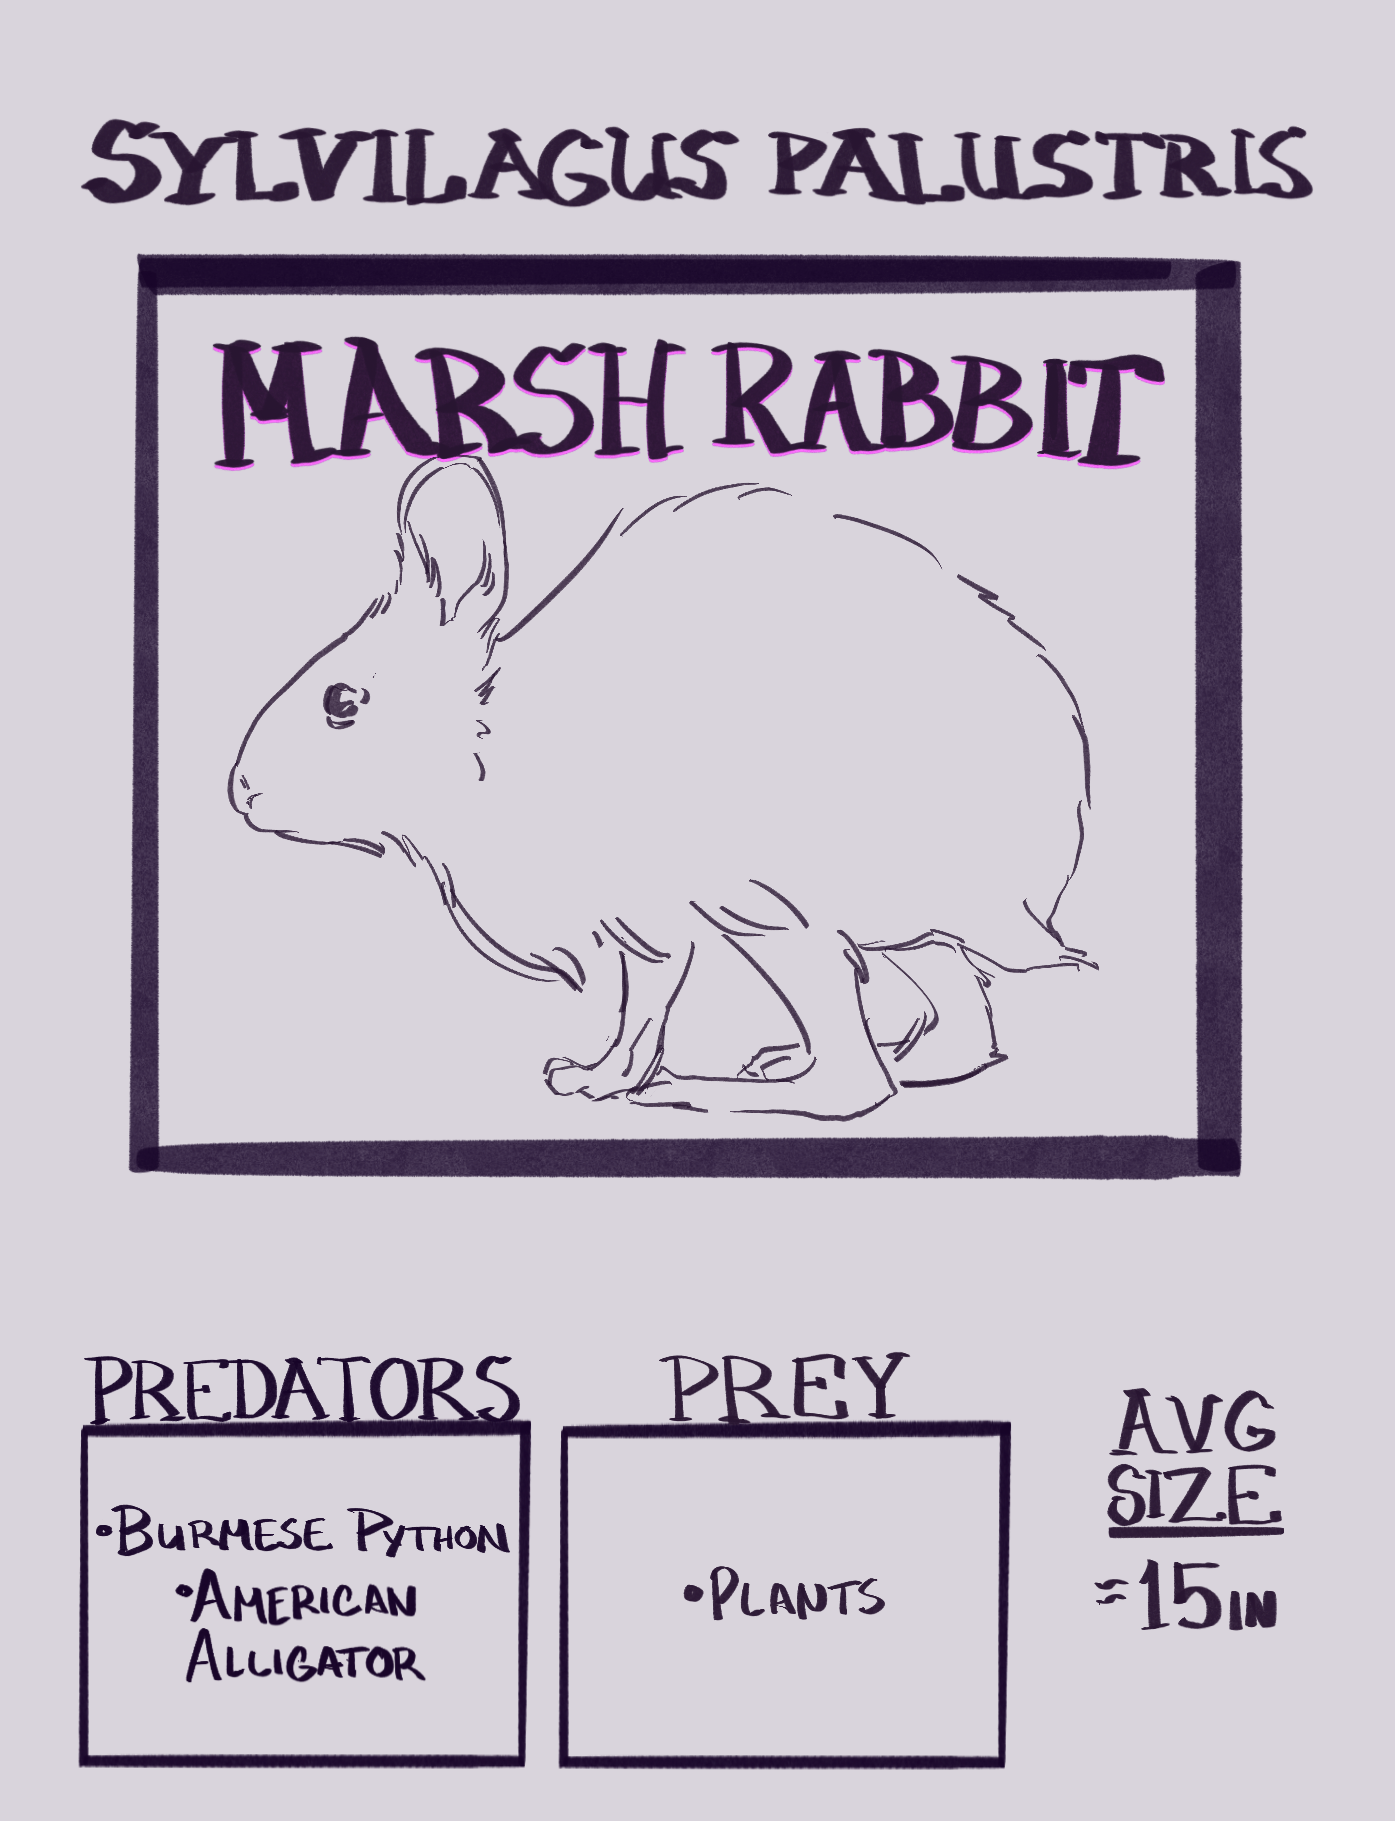 SYLVILAGUS PALUSTRIS
MARSH RABBIT
PREDATORS
•BURMESE PYTHON
•AMERICAN
ALLIGATOR
PREY
•PLANTS
AVG
SIZE
≈15IN